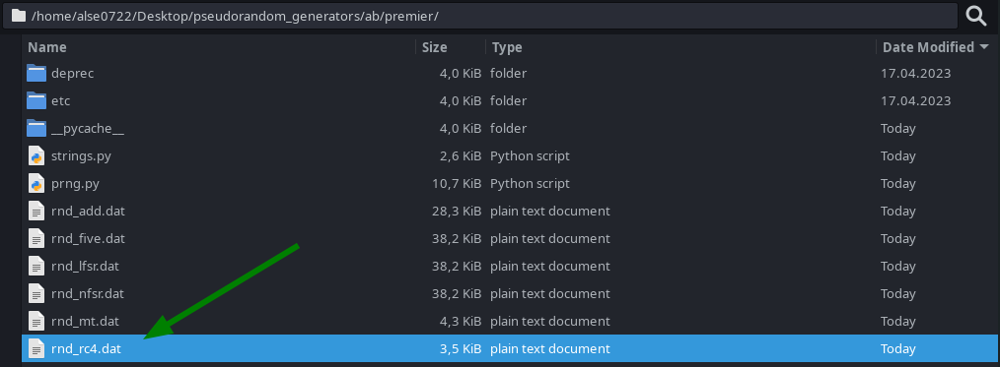 /home/alse0722/Desktop/pseudorandom_generators/ab/premier/
Name Size Type Date Modified
deprec 4,0 KiB folder 17.04.2023
etc 4,0 KiB folder 17.04.2023
__pycache__ 4,0 KiB folder Today
strings.py 2,6 KiB Python script Today
prng.py 10,7 KiB Python script Today
rnd_add.dat 28,3 KiB plain text document Today
rnd_five.dat 38,2 KiB plain text document Today
rnd_lfsr.dat 38,2 KiB plain text document Today
rnd_nfsr.dat 38,2 KiB plain text document Today
rnd_mt.dat 4,3 KiB plain text document Today
rnd_rc4.dat 3,5 KiB plain text document Today